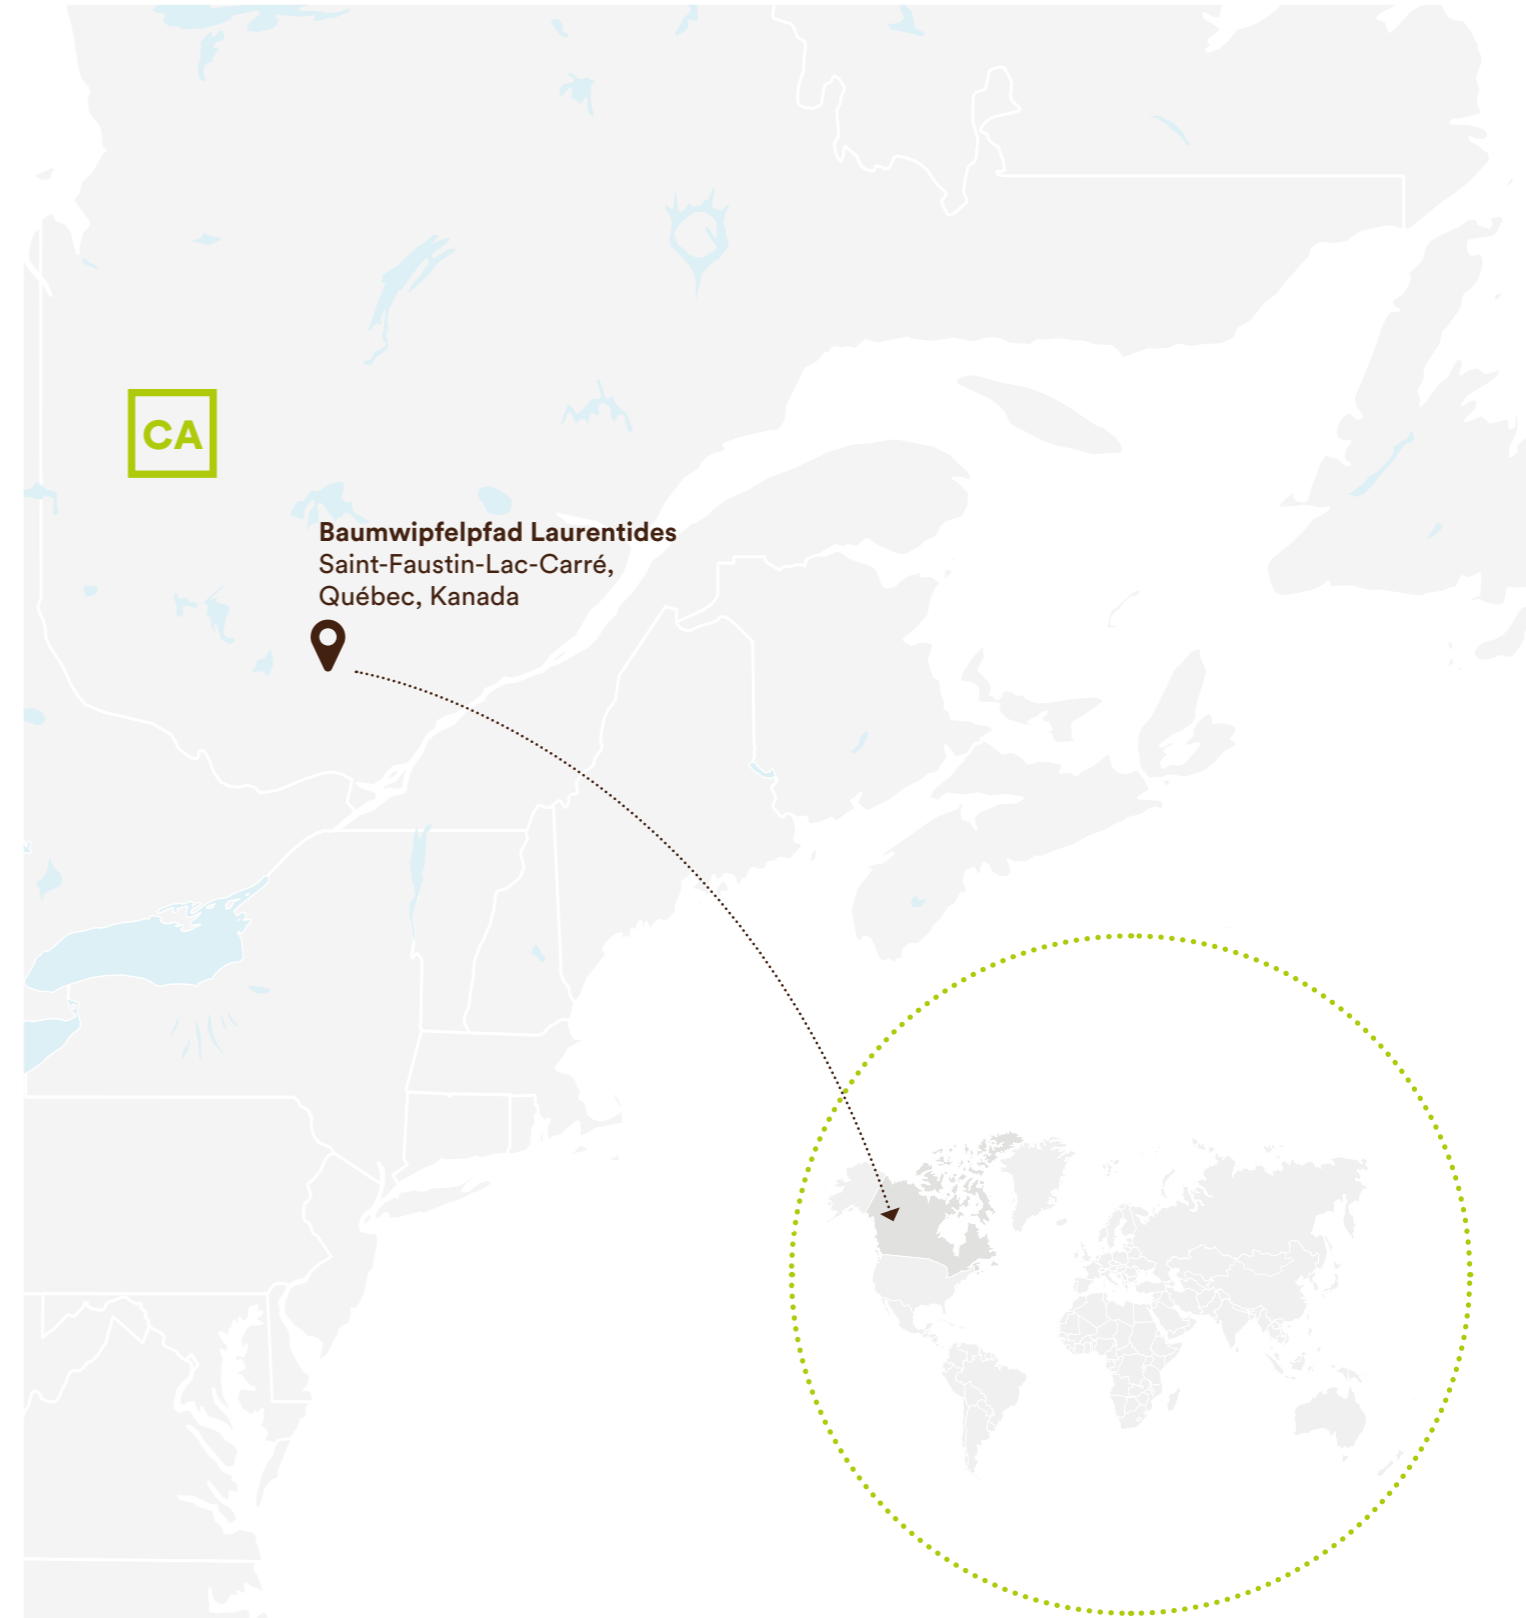 CA
Baumwipfelpfad Laurentides
Saint-Faustin-Lac-Carré,
Québec, Kanada